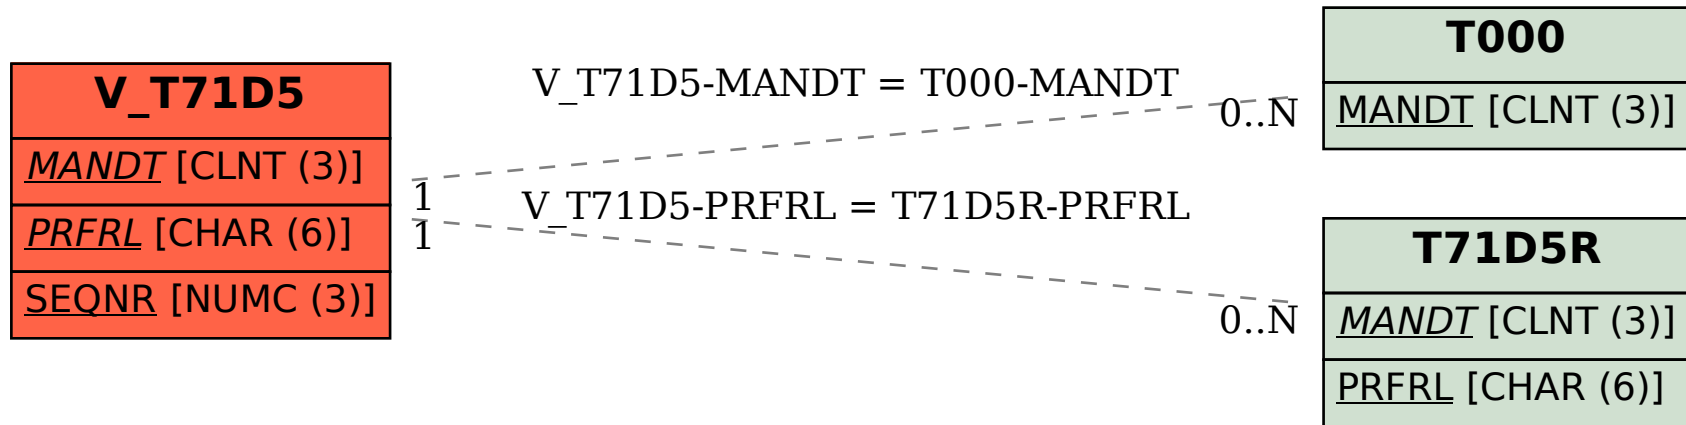 V_T71D5
MANDT [CLNT (3)]
PRFRL [CHAR (6)]
SEQNR [NUMC (3)]
V_T71D5-MANDT = T000-MANDT
1
0..N
V_T71D5-PRFRL = T71D5R-PRFRL
1
0..N
T000
MANDT [CLNT (3)]
T71D5R
MANDT [CLNT (3)]
PRFRL [CHAR (6)]